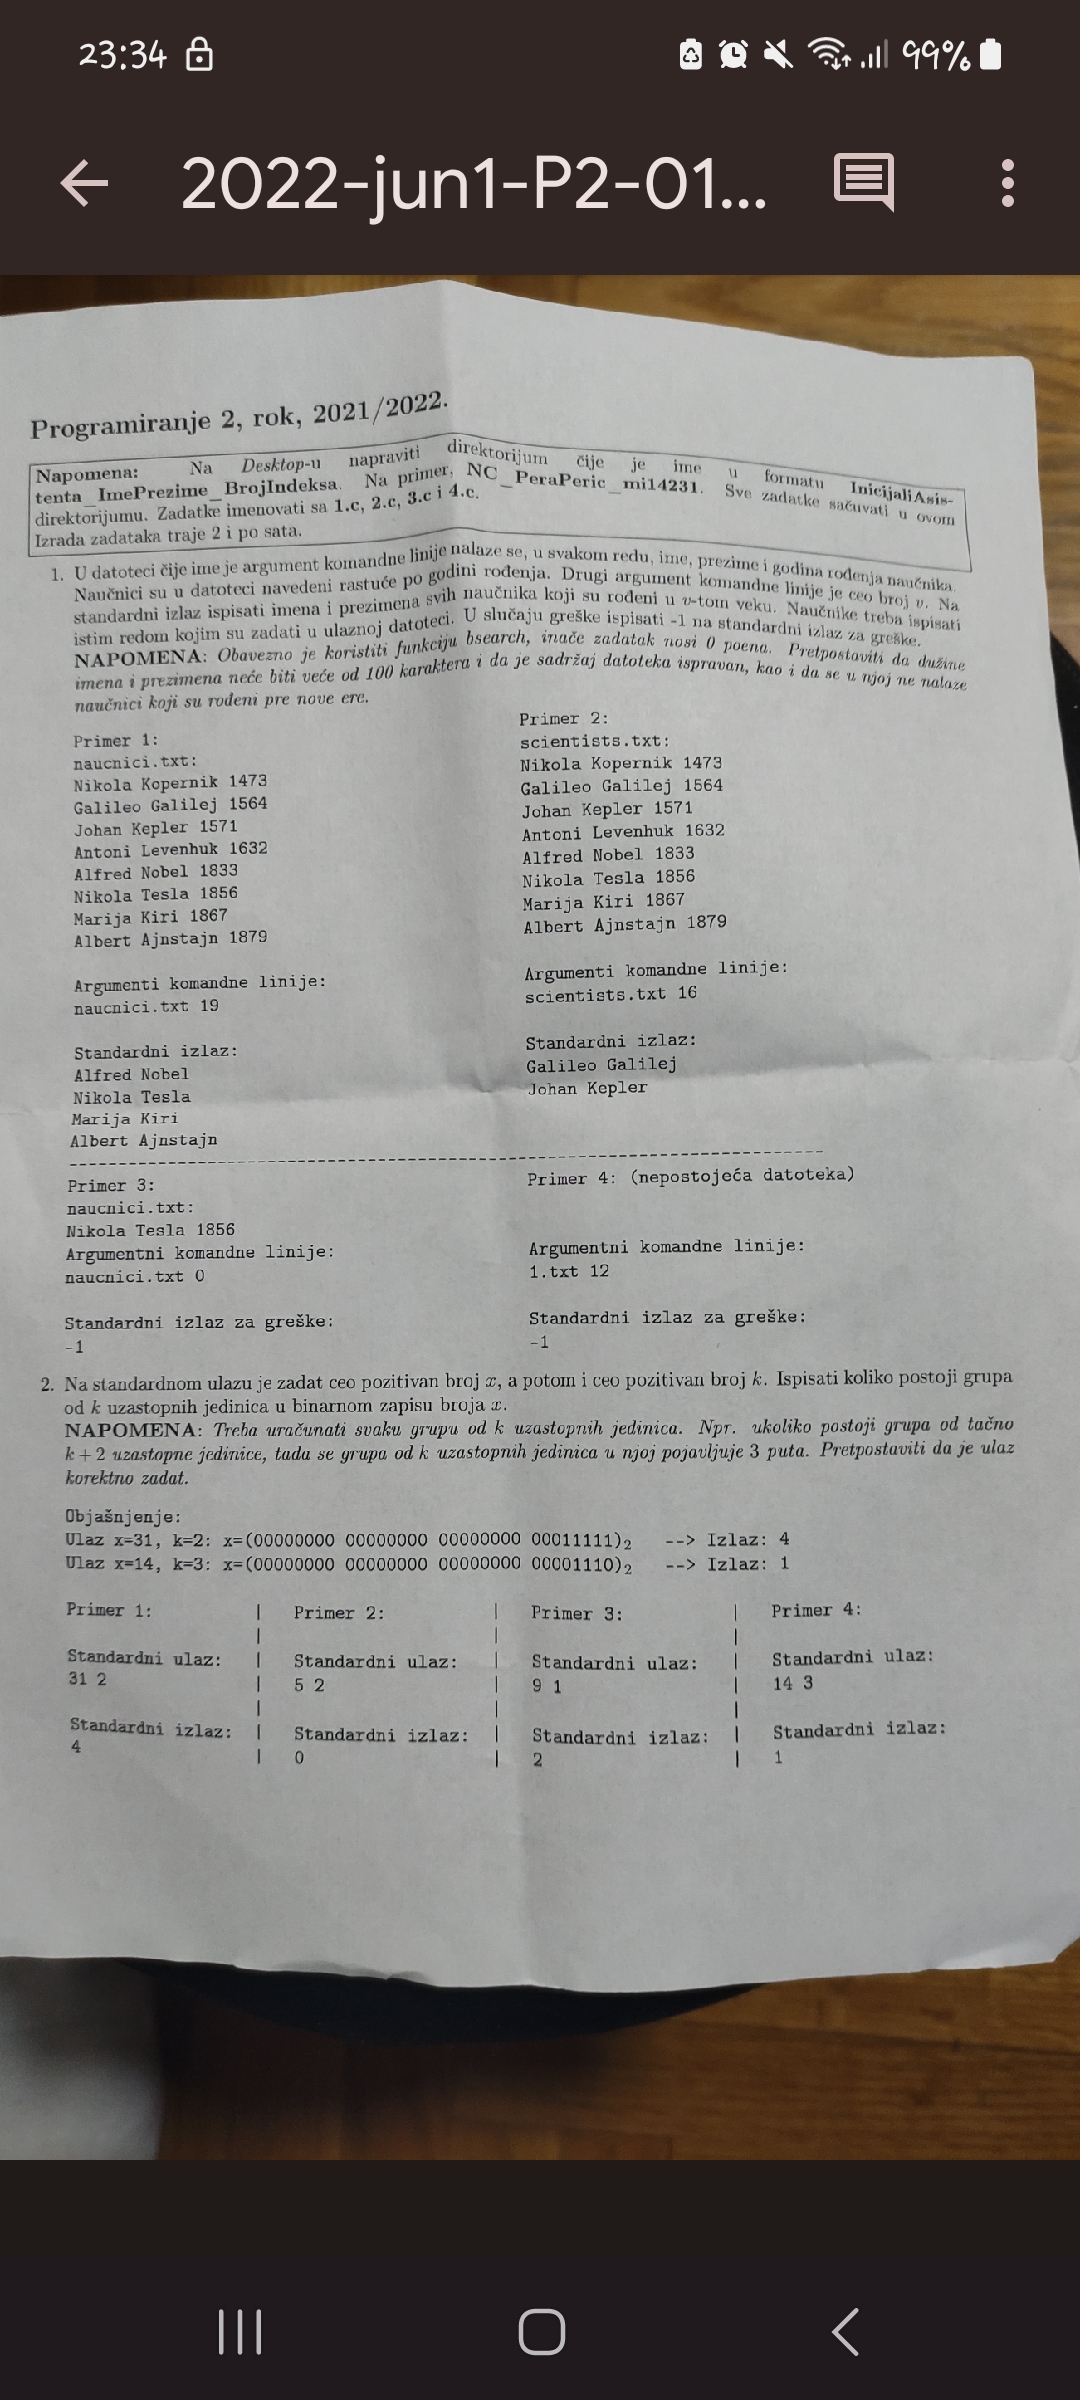 23:34
99%
2022-jun1-P2-01...
Programiranje 2, rok, 2021/2022.
Napomena: Na Desktop-u napraviti direktorijum čije je ime u formatu InicijaliAsis-
tenta_ImePrezime_BrojIndeksa. Na primer, NC_PeraPeric_mi14231. Sve zadatke sačuvati u ovom
direktorijumu. Zadatke imenovati sa 1.c, 2.c, 3.c i 4.c.
Izrada zadataka traje 2 i po sata.
1. U datoteci čije ime je argument komandne linije nalaze se, u svakom redu, ime, prezime i godina rođenja naučnika.
Naučnici su u datoteci navedeni rastuće po godini rođenja. Drugi argument komandne linije je ceo broj v. Na
standardni izlaz ispisati imena i prezimena svih naučnika koji su rođeni u v-tom veku. Naučnike treba ispisati
istim redom kojim su zadati u ulaznoj datoteci. U slučaju greške ispisati -1 na standardni izlaz za greške.
NAPOMENA: Obavezno je koristiti funkciju bsearch, inače zadatak nosi 0 poena. Pretpostaviti da dužine
imena i prezimena neće biti veće od 100 karaktera i da je sadržaj datoteka ispravan, kao i da se u njoj ne nalaze
naučnici koji su rođeni pre nove ere.
Primer 1:
naucnici.txt:
Nikola Kopernik 1473
Galileo Galilej 1564
Johan Kepler 1571
Antoni Levenhuk 1632
Alfred Nobel 1833
Nikola Tesla 1856
Marija Kiri 1867
Albert Ajnstajn 1879
Argumenti komandne linije:
naucnici.txt 19
Standardni izlaz:
Alfred Nobel
Nikola Tesla
Marija Kiri
Albert Ajnstajn
Primer 2:
scientists.txt:
Nikola Kopernik 1473
Galileo Galilej 1564
Johan Kepler 1571
Antoni Levenhuk 1632
Alfred Nobel 1833
Nikola Tesla 1856
Marija Kiri 1867
Albert Ajnstajn 1879
Argumenti komandne linije:
scientists.txt 16
Standardni izlaz:
Galileo Galilej
Johan Kepler
Primer 3:
naucnici.txt:
Nikola Tesla 1856
Argumentni komandne linije:
naucnici.txt 0
Standardni izlaz za greške:
-1
Primer 4: (nepostojeća datoteka)
Argumentni komandne linije:
1.txt 12
Standardni izlaz za greške:
-1
2. Na standardnom ulazu je zadat ceo pozitivan broj x, a potom i ceo pozitivan broj k. Ispisati koliko postoji grupa
od k uzastopnih jedinica u binarnom zapisu broja x.
NAPOMENA: Treba uračunati svaku grupu od k uzastopnih jedinica. Npr. ukoliko postoji grupa od tačno
k+2 uzastopne jedinice, tada se grupa od k uzastopnih jedinica u njoj pojavljuje 3 puta. Pretpostaviti da je ulaz
korektno zadat.
Objašnjenje:
Ulaz x=31, k=2: x=(00000000 00000000 00000000 00011111)2 --> Izlaz: 4
Ulaz x=14, k=3: x=(00000000 00000000 00000000 00001110)2 --> Izlaz: 1
Primer 1: | Primer 2: | Primer 3: | Primer 4:
Standardni ulaz: | Standardni ulaz: | Standardni ulaz: | Standardni ulaz:
31 2 | 5 2 | 9 1 | 14 3
Standardni izlaz: | Standardni izlaz: | Standardni izlaz: | Standardni izlaz:
4 | 0 | 2 | 1